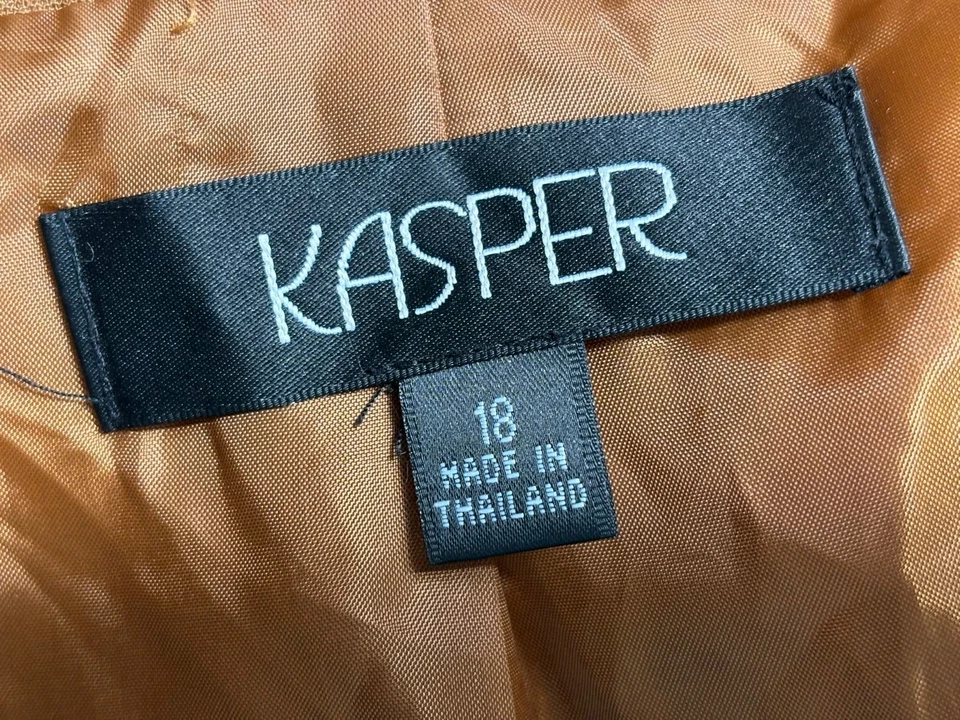 KASPER
18
MADE IN
THAILAND